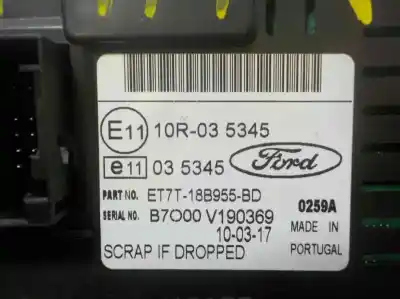 E11 10R-03 5345
e11 03 5345 Ford
PART NO. ET7T-18B955-BD
SERIAL NO. B7O00 V190369 0259A
10-03-17 MADE IN
SCRAP IF DROPPED PORTUGAL